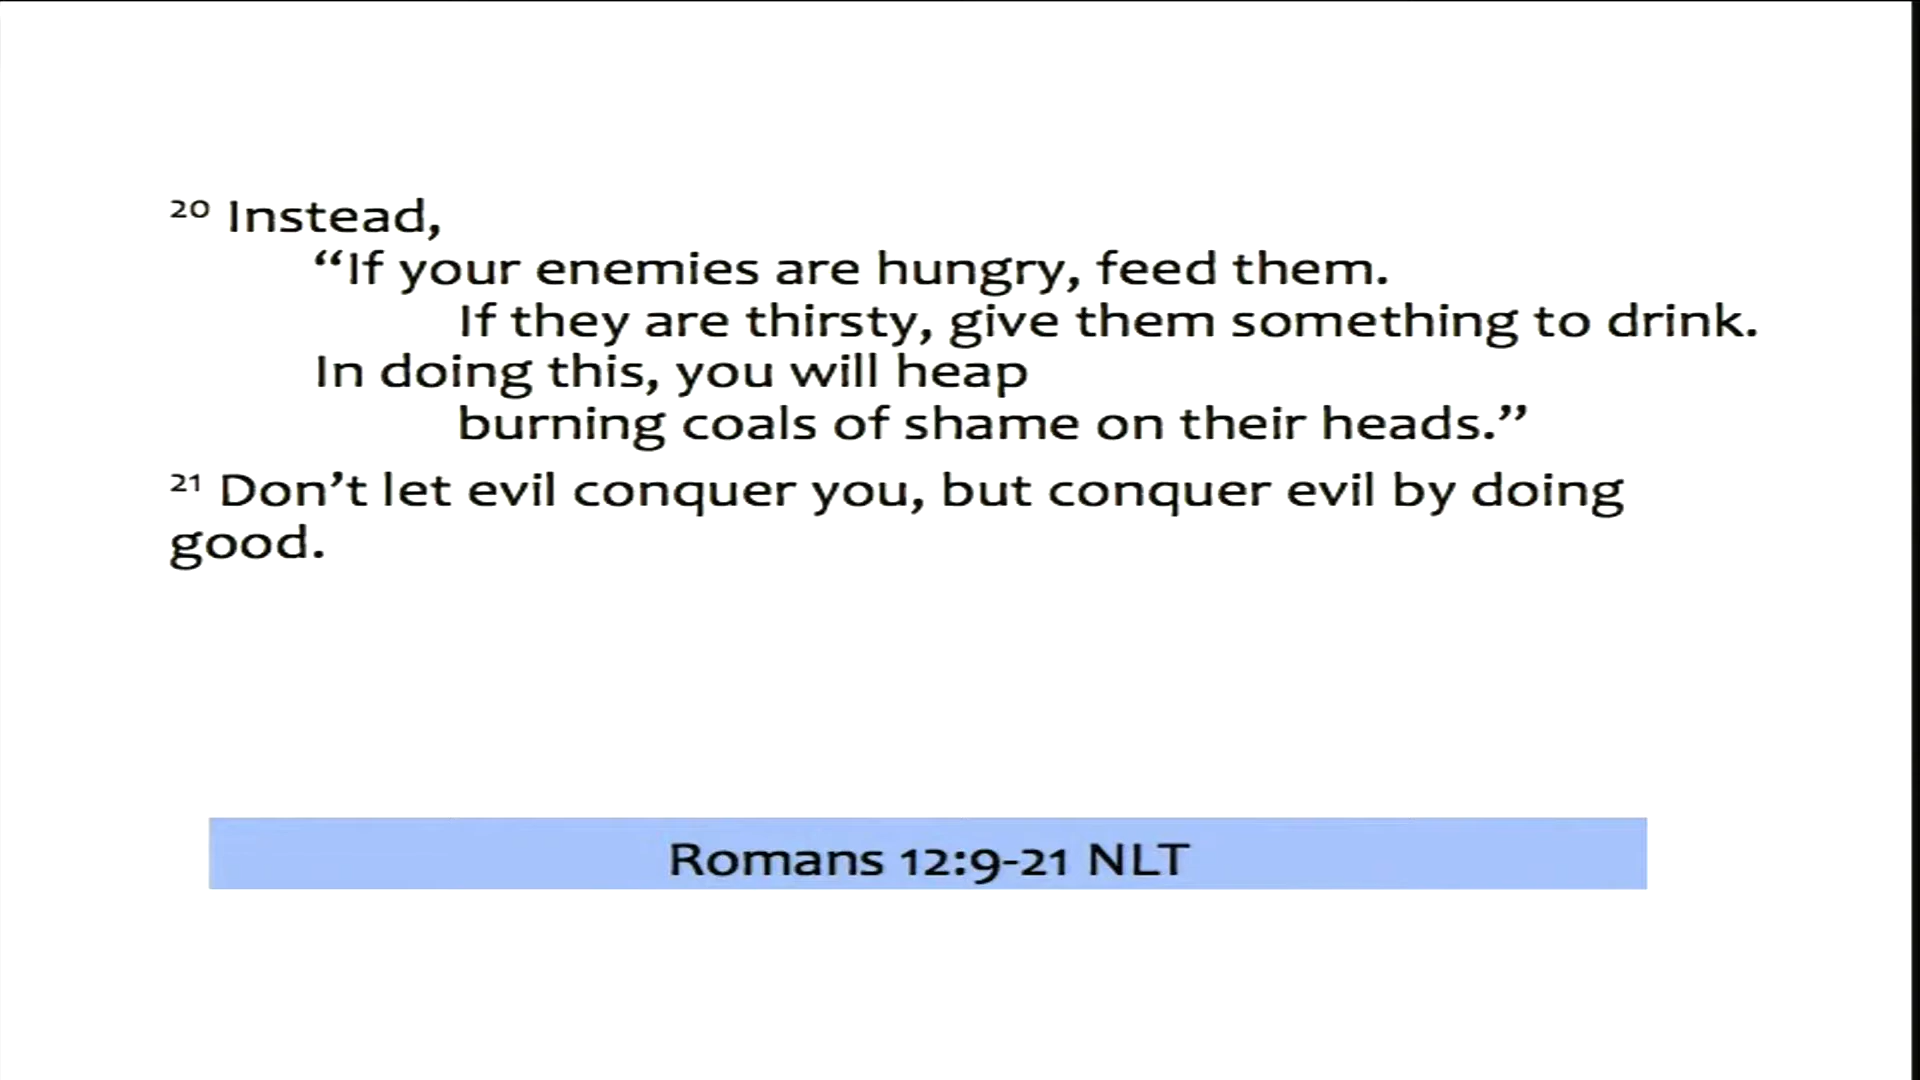 20 Instead,
“If your enemies are hungry, feed them.
If they are thirsty, give them something to drink.
In doing this, you will heap
burning coals of shame on their heads.”
21 Don’t let evil conquer you, but conquer evil by doing
good.
Romans 12:9-21 NLT